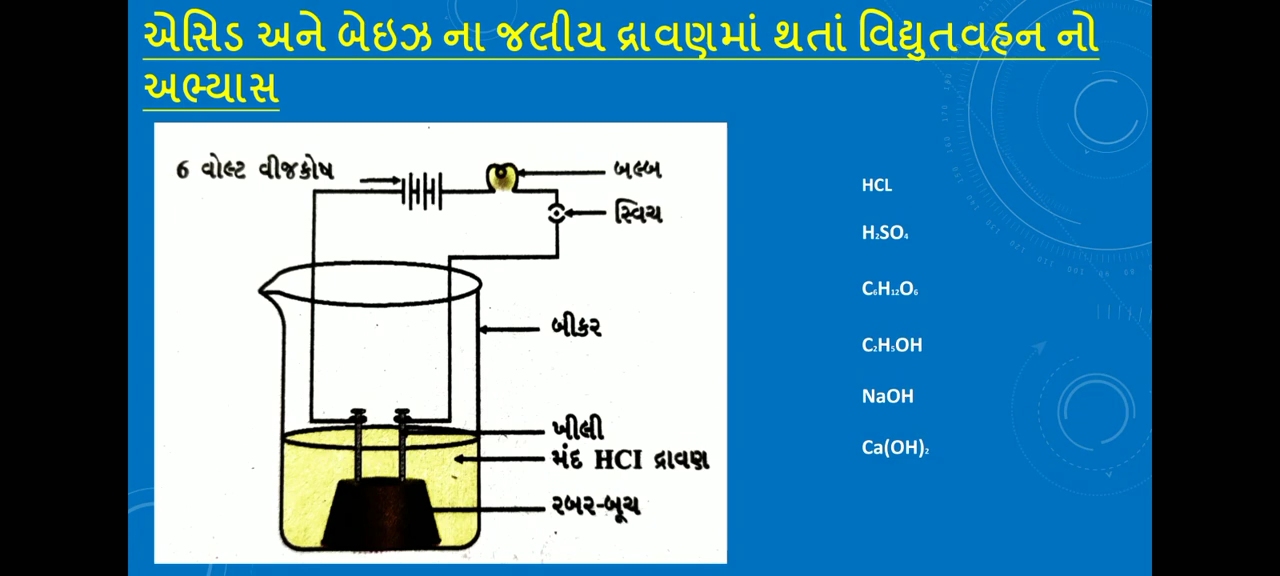 એસિડ અને બેઇઝ ના જલીય દ્રાવણમાં થતાં વિદ્યુતવહન નો
અભ્યાસ
6 વોલ્ટ વીજકોષ
બલ્બ
સ્વિચ
બીકર
ખીલી
મંદ HCl દ્રાવણ
રબર-બૂચ
HCL
H₂SO₄
C₆H₁₂O₆
C₂H₅OH
NaOH
Ca(OH)₂